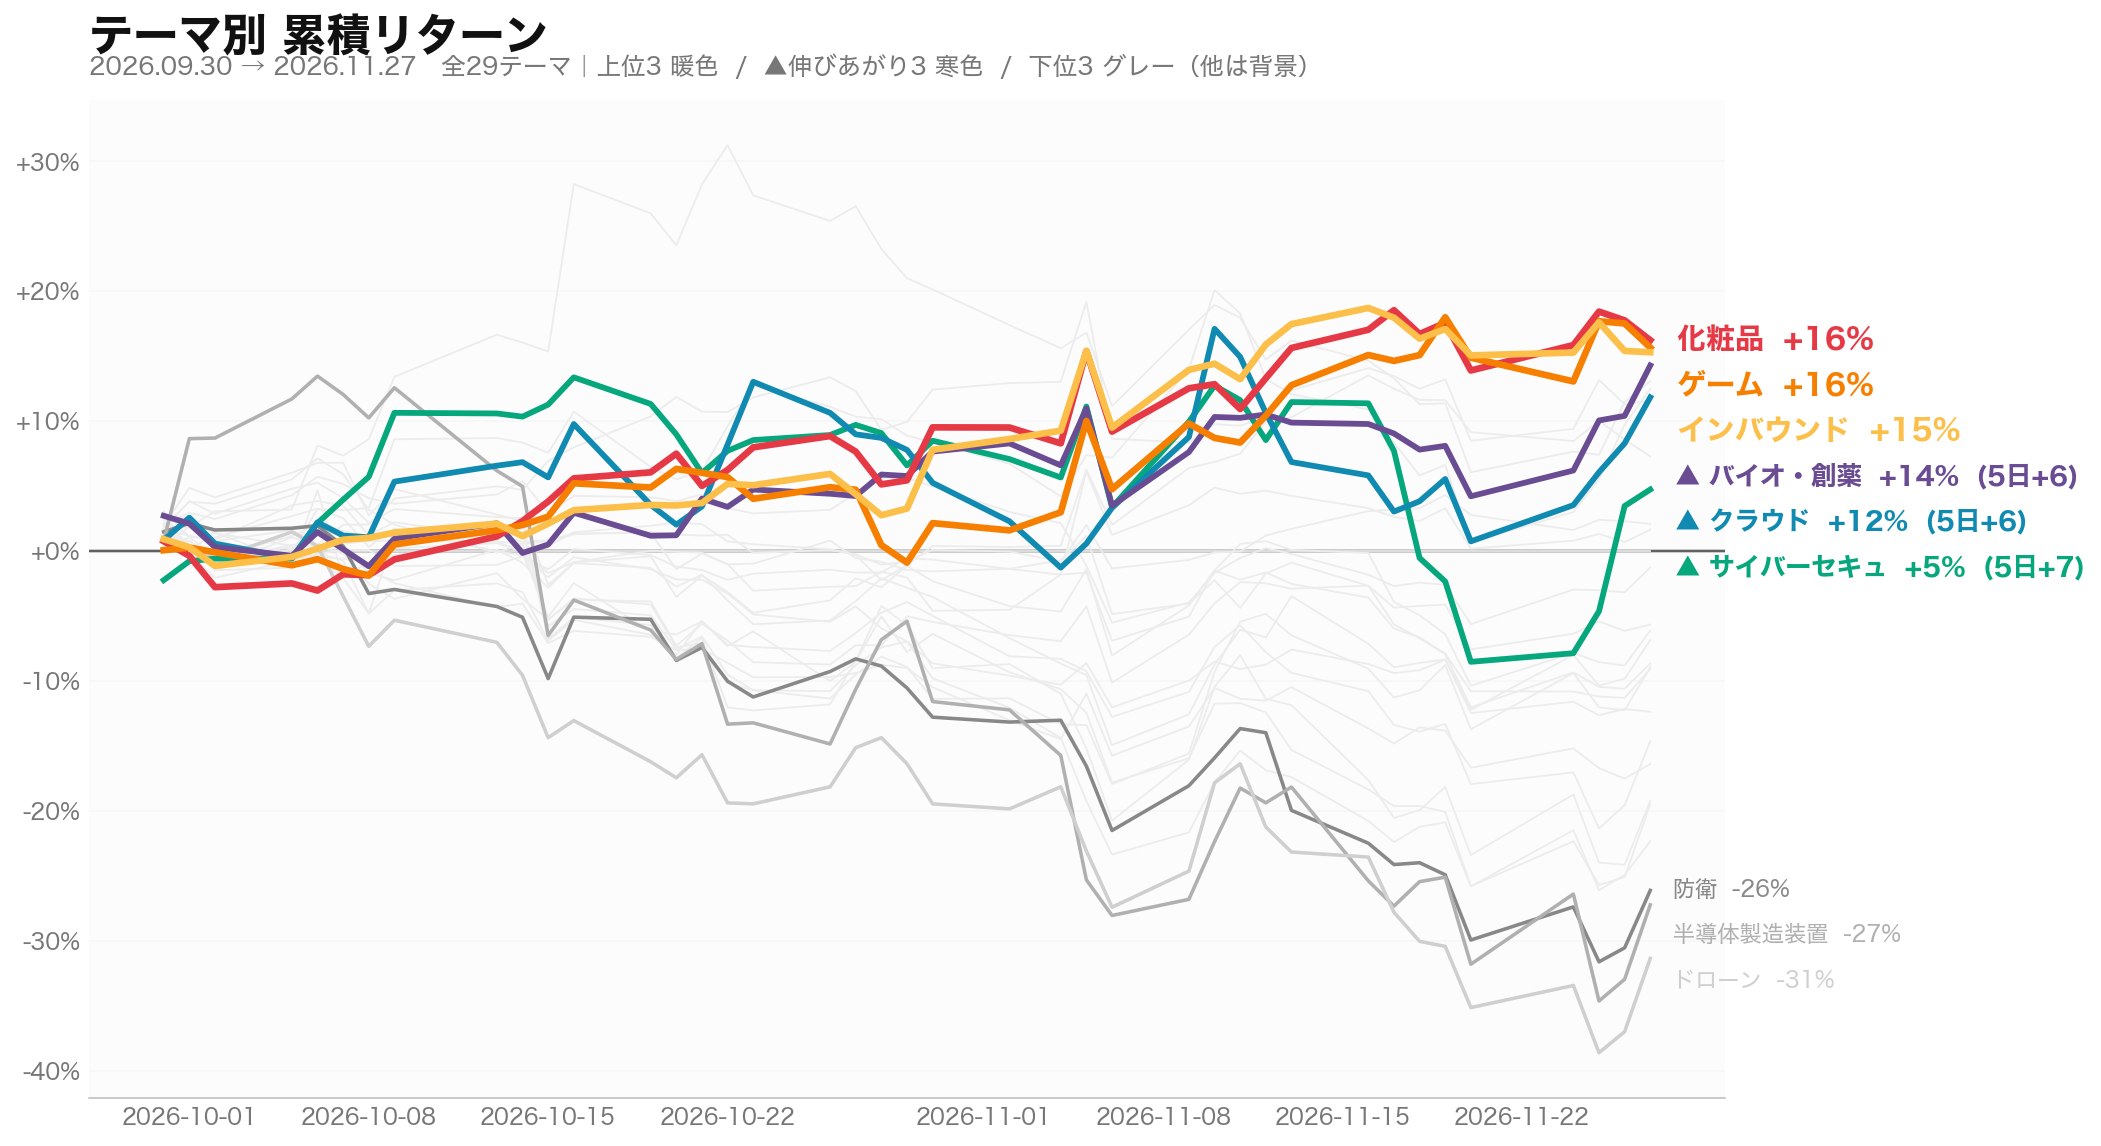 テーマ別 累積リターン
2026.09.30 → 2026.11.27 全29テーマ｜上位3 暖色 / ▲伸びあがり3 寒色 / 下位3 グレー（他は背景）
+30%
+20%
+10%
+0%
-10%
-20%
-30%
-40%
化粧品 +16%
ゲーム +16%
インバウンド +15%
▲ バイオ・創薬 +14% (5日+6)
▲ クラウド +12% (5日+6)
▲ サイバーセキュ +5% (5日+7)
防衛 -26%
半導体製造装置 -27%
ドローン -31%
2026-10-01 2026-10-08 2026-10-15 2026-10-22 2026-11-01 2026-11-08 2026-11-15 2026-11-22